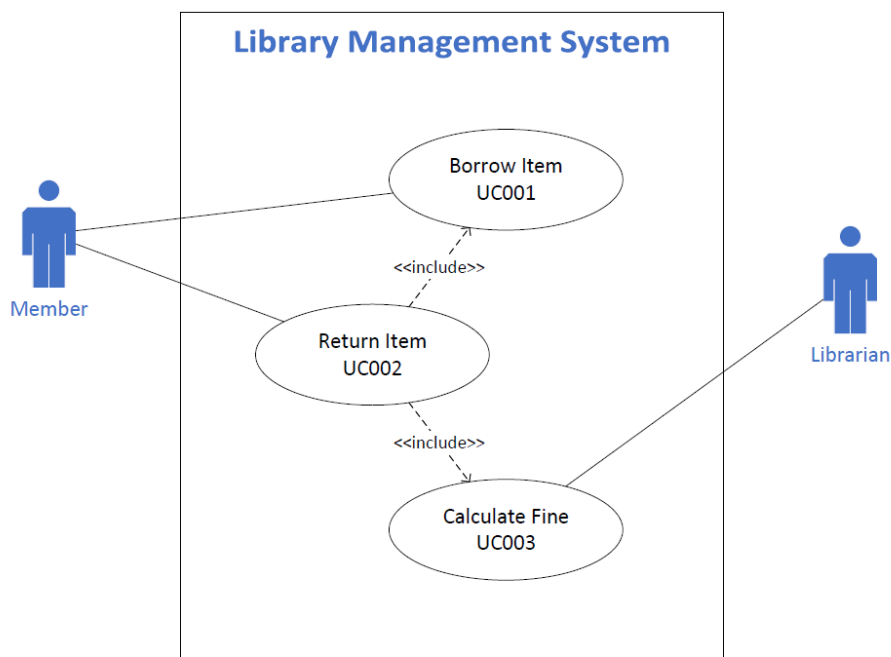 Library Management System
Borrow Item
UC001
<<include>>
Member
Return Item
UC002
Librarian
<<include>>
Calculate Fine
UC003